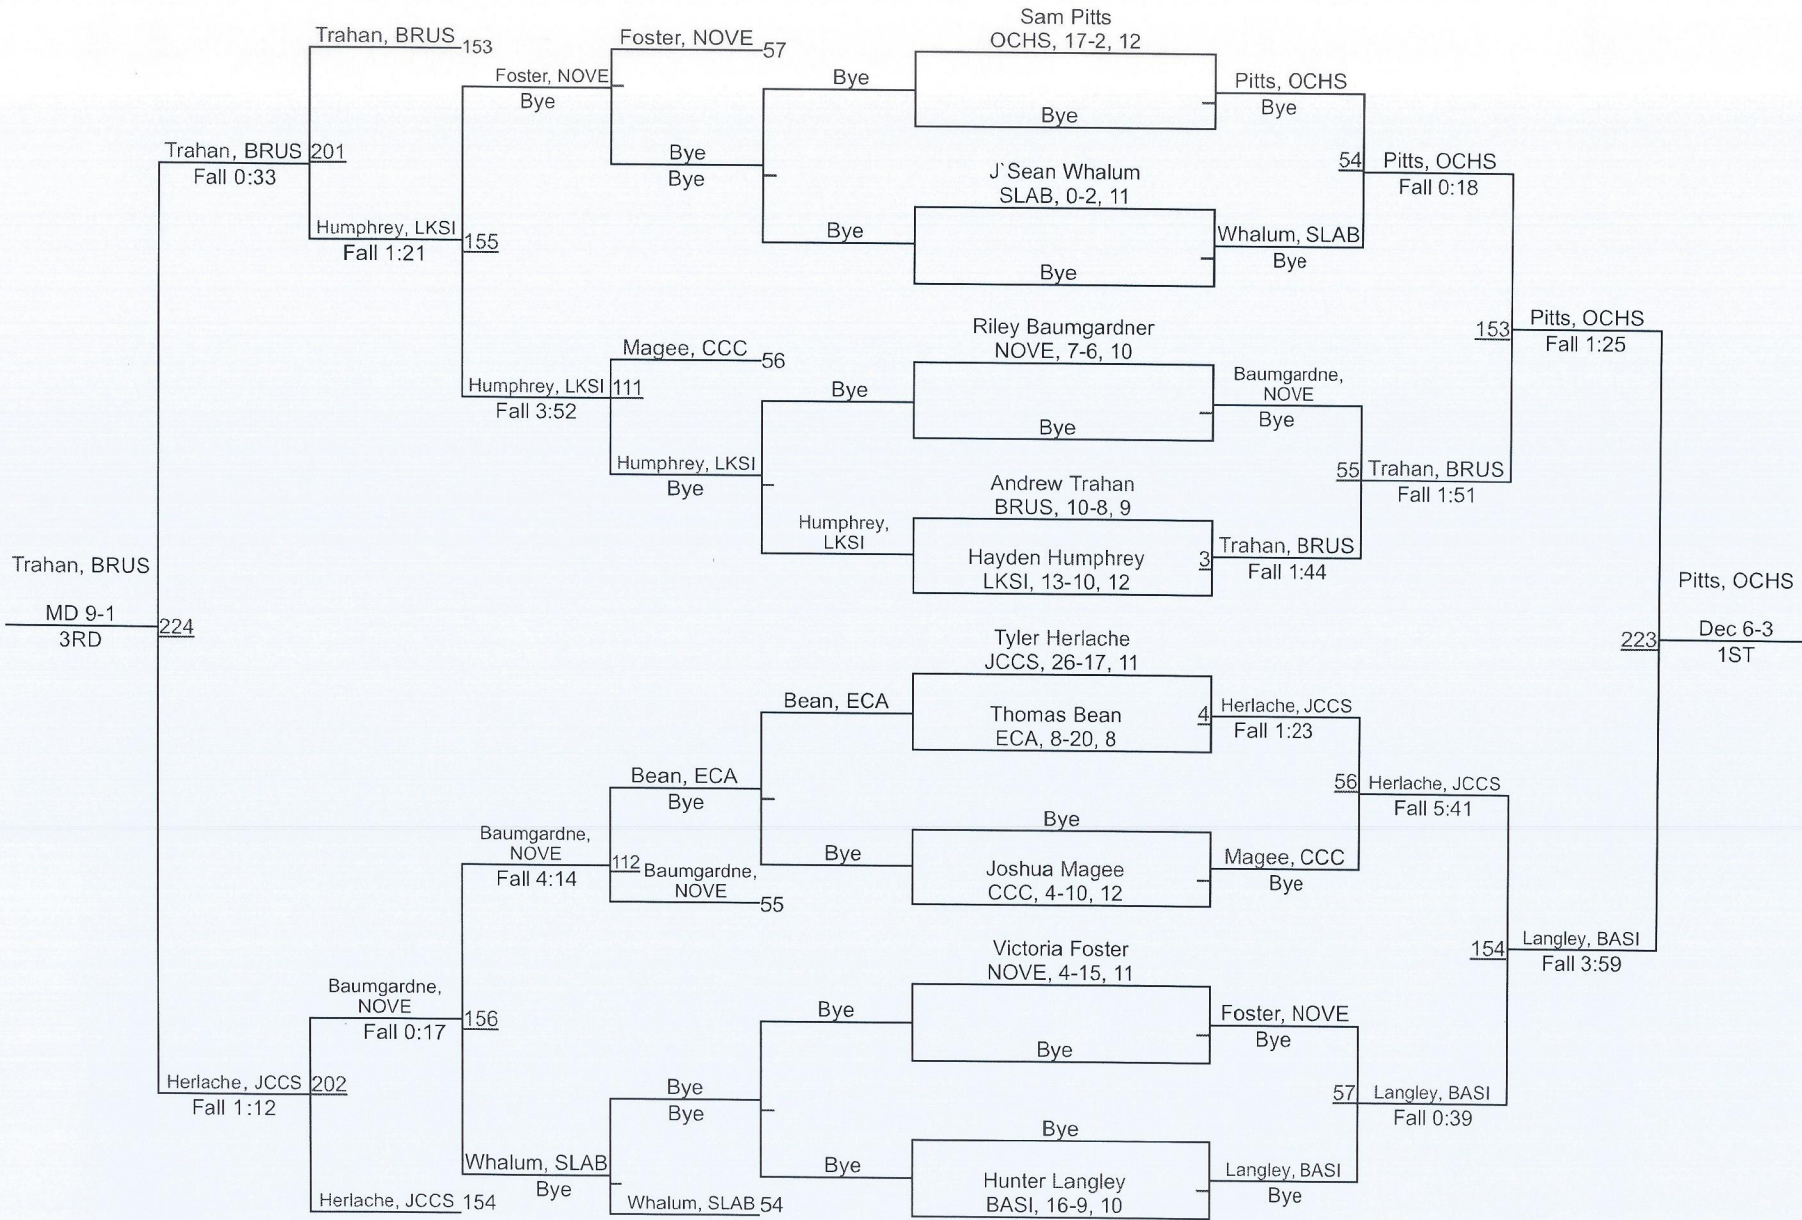 Sam Pitts
OCHS, 17-2, 12
Bye
J`Sean Whalum
SLAB, 0-2, 11
Bye
Riley Baumgardner
NOVE, 7-6, 10
Bye
Andrew Trahan
BRUS, 10-8, 9
Hayden Humphrey
LKSI, 13-10, 12
3
Tyler Herlache
JCCS, 26-17, 11
Thomas Bean
ECA, 8-20, 8
4
Bye
Joshua Magee
CCC, 4-10, 12
Victoria Foster
NOVE, 4-15, 11
Bye
Bye
Hunter Langley
BASI, 16-9, 10
Pitts, OCHS
Bye
54
Whalum, SLAB
Bye
Baumgardne,
NOVE
Bye
55
Trahan, BRUS
Fall 1:44
Herlache, JCCS
Fall 1:23
56
Magee, CCC
Bye
Foster, NOVE
Bye
57
Langley, BASI
Bye
Pitts, OCHS
Fall 0:18
153
Trahan, BRUS
Fall 1:51
Herlache, JCCS
Fall 5:41
154
Langley, BASI
Fall 0:39
Pitts, OCHS
Fall 1:25
223
Langley, BASI
Fall 3:59
Pitts, OCHS
Dec 6-3
1ST
Bye
Bye
Bye
Humphrey,
LKSI
Bean, ECA
Bye
Bye
Bye
Foster, NOVE
57
Bye
Bye
Magee, CCC
56
Humphrey, LKSI
Bye
Bean, ECA
Bye
Baumgardne,
NOVE
55
Bye
Bye
Whalum, SLAB
54
Foster, NOVE
Bye
Humphrey, LKSI
111
Fall 3:52
Baumgardne,
NOVE
112
Fall 4:14
Whalum, SLAB
Bye
Trahan, BRUS
153
Humphrey, LKSI
155
Fall 1:21
Baumgardne,
NOVE
156
Fall 0:17
Herlache, JCCS
154
Trahan, BRUS
201
Fall 0:33
Herlache, JCCS
202
Fall 1:12
Trahan, BRUS
MD 9-1
224
3RD